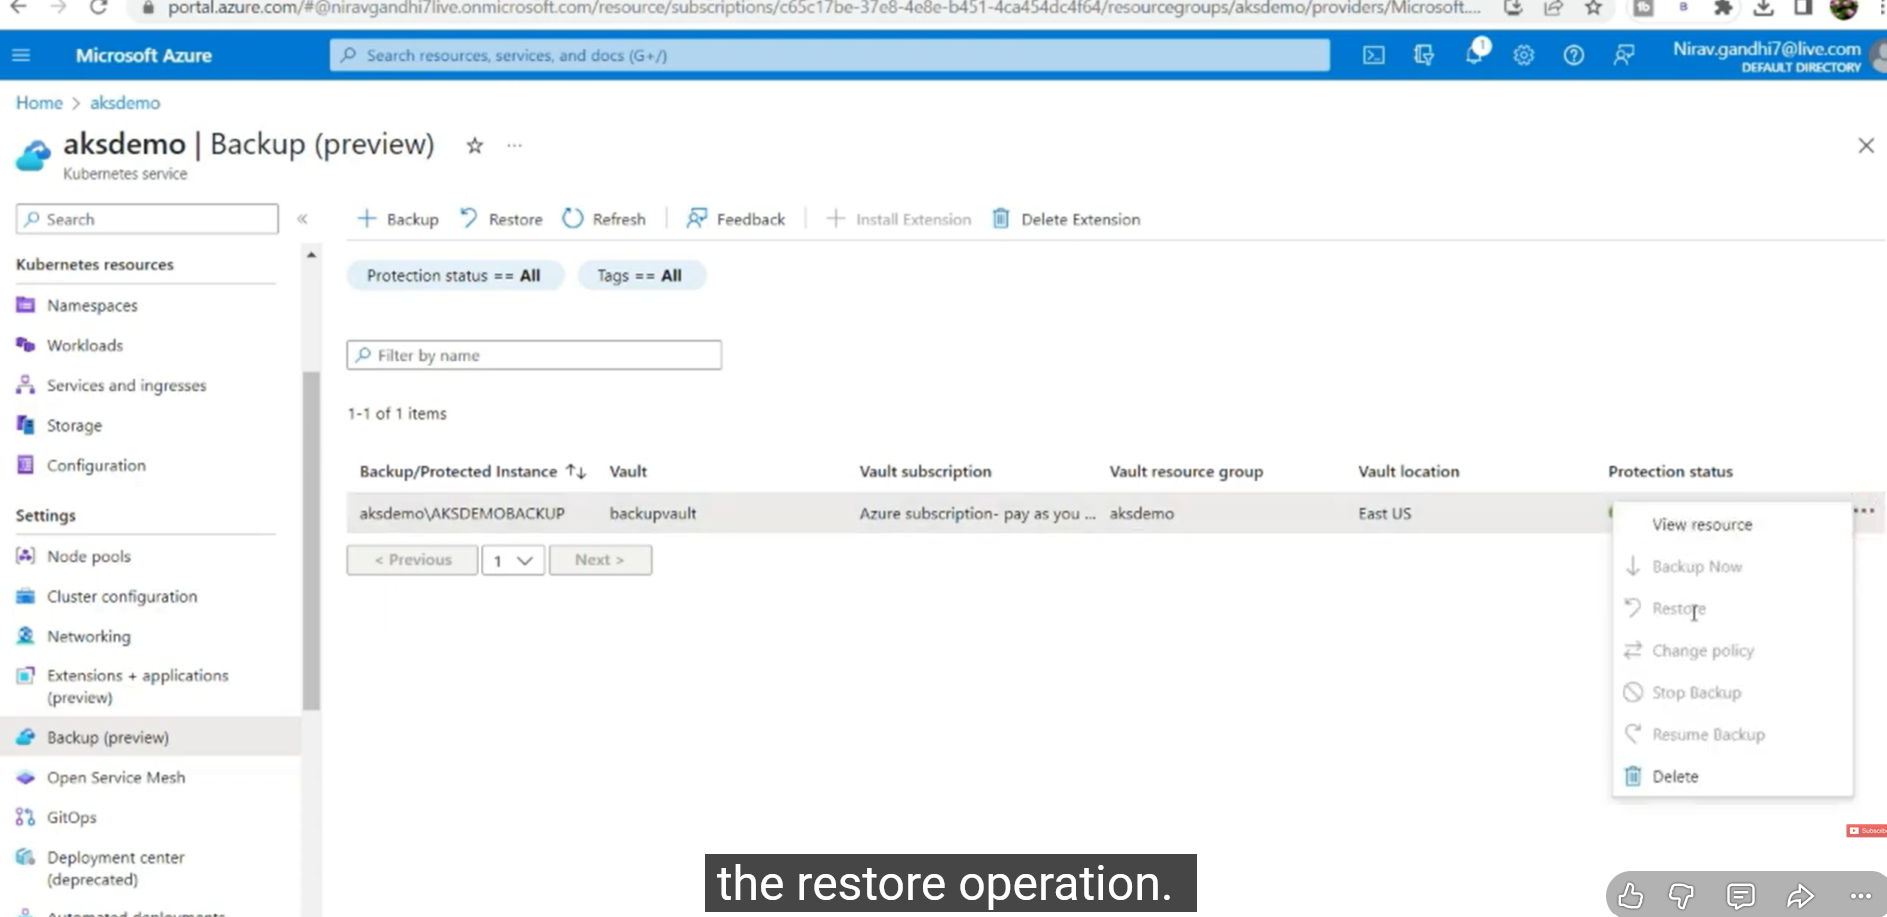 portal.azure.com/#@niravgandhi7live.onmicrosoft.com/resource/subscriptions/c65c17be-37e8-4e8e-b451-4ca454dc4f64/resourcegroups/aksdemo/providers/Microsoft....
Microsoft Azure
Search resources, services, and docs (G+/)
1
Nirav.gandhi7@live.com
DEFAULT DIRECTORY
Home > aksdemo
aksdemo | Backup (preview)
Kubernetes service
Search
Backup Restore Refresh Feedback Install Extension Delete Extension
Kubernetes resources
Namespaces
Workloads
Services and ingresses
Storage
Configuration
Settings
Node pools
Cluster configuration
Networking
Extensions + applications
(preview)
Backup (preview)
Open Service Mesh
GitOps
Deployment center
(deprecated)
Automated deployments
Protection status == All Tags == All
Filter by name
1-1 of 1 items
Backup/Protected Instance Vault Vault subscription Vault resource group Vault location Protection status
aksdemo\AKSDEMOBACKUP backupvault Azure subscription- pay as you ... aksdemo East US
< Previous 1 Next >
View resource
Backup Now
Restore
Change policy
Stop Backup
Resume Backup
Delete
the restore operation.